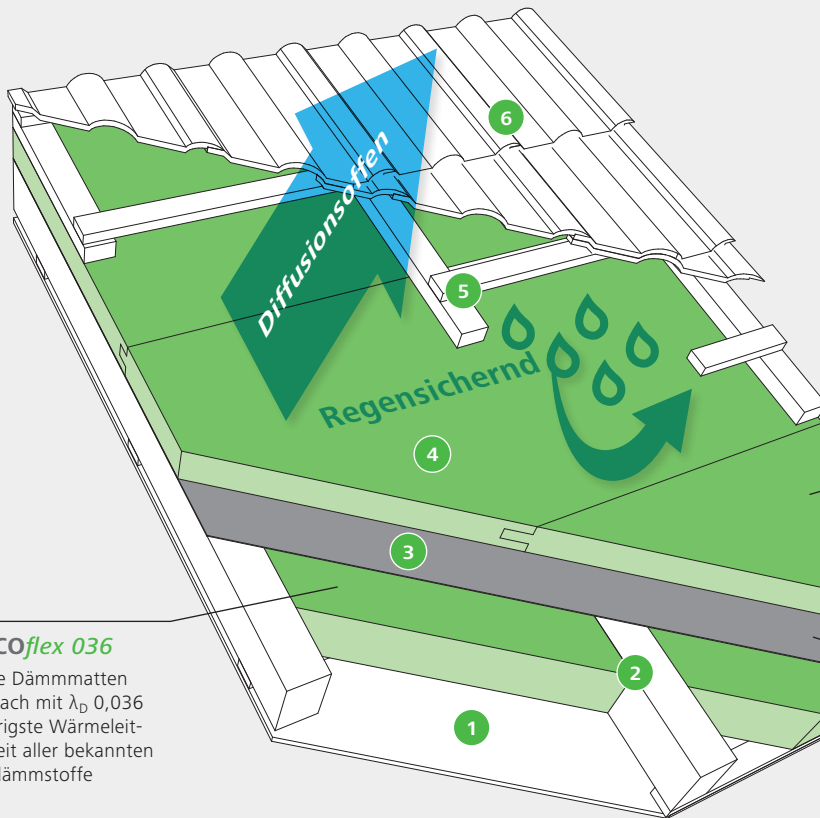 Diffusionsoffen
6
5
Regensichernd
4
3
COflex 036
e Dämmmatten
ach mit λD 0,036
rigste Wärmeleit-
eit aller bekannten
lämmstoffe
2
1